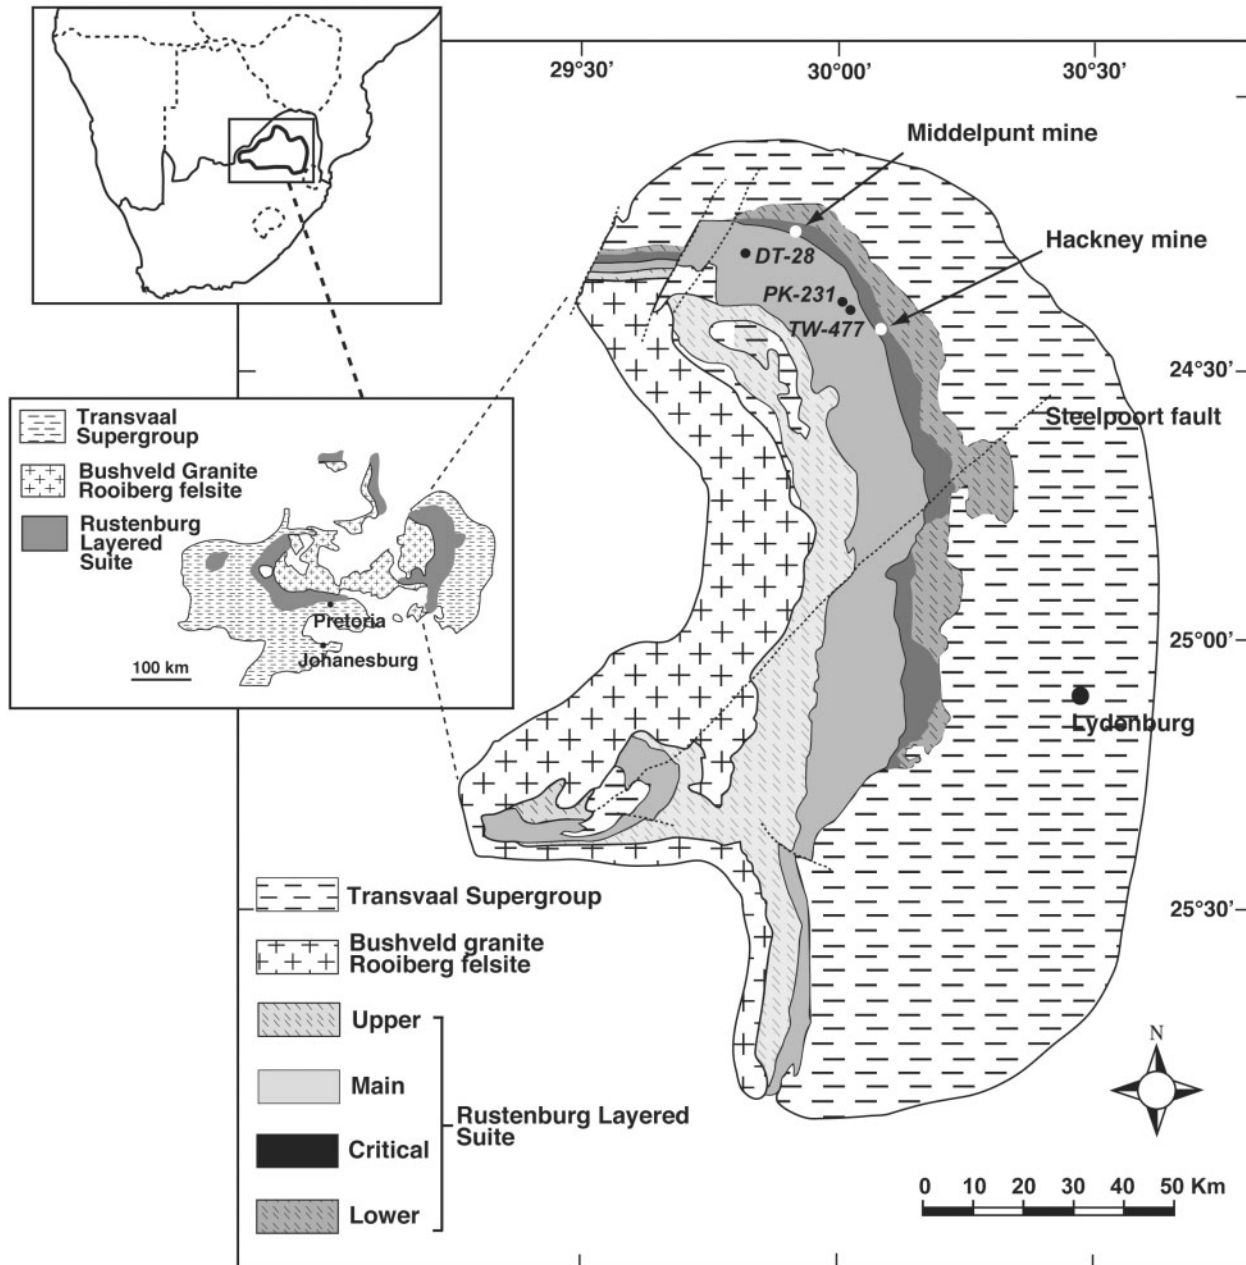 29°30’
30°00’
30°30’
Middelpunt mine
Hackney mine
DT-28
PK-231
TW-477
24°30’
Steelpoort fault
Transvaal
Supergroup
Bushveld Granite
Rooiberg felsite
Rustenburg
Layered
Suite
Pretoria
Johanesburg
100 km
25°00’
Lydenburg
25°30’
Transvaal Supergroup
Bushveld granite
Rooiberg felsite
Upper
Main
Critical
Lower
Rustenburg Layered
Suite
N
0 10 20 30 40 50 Km